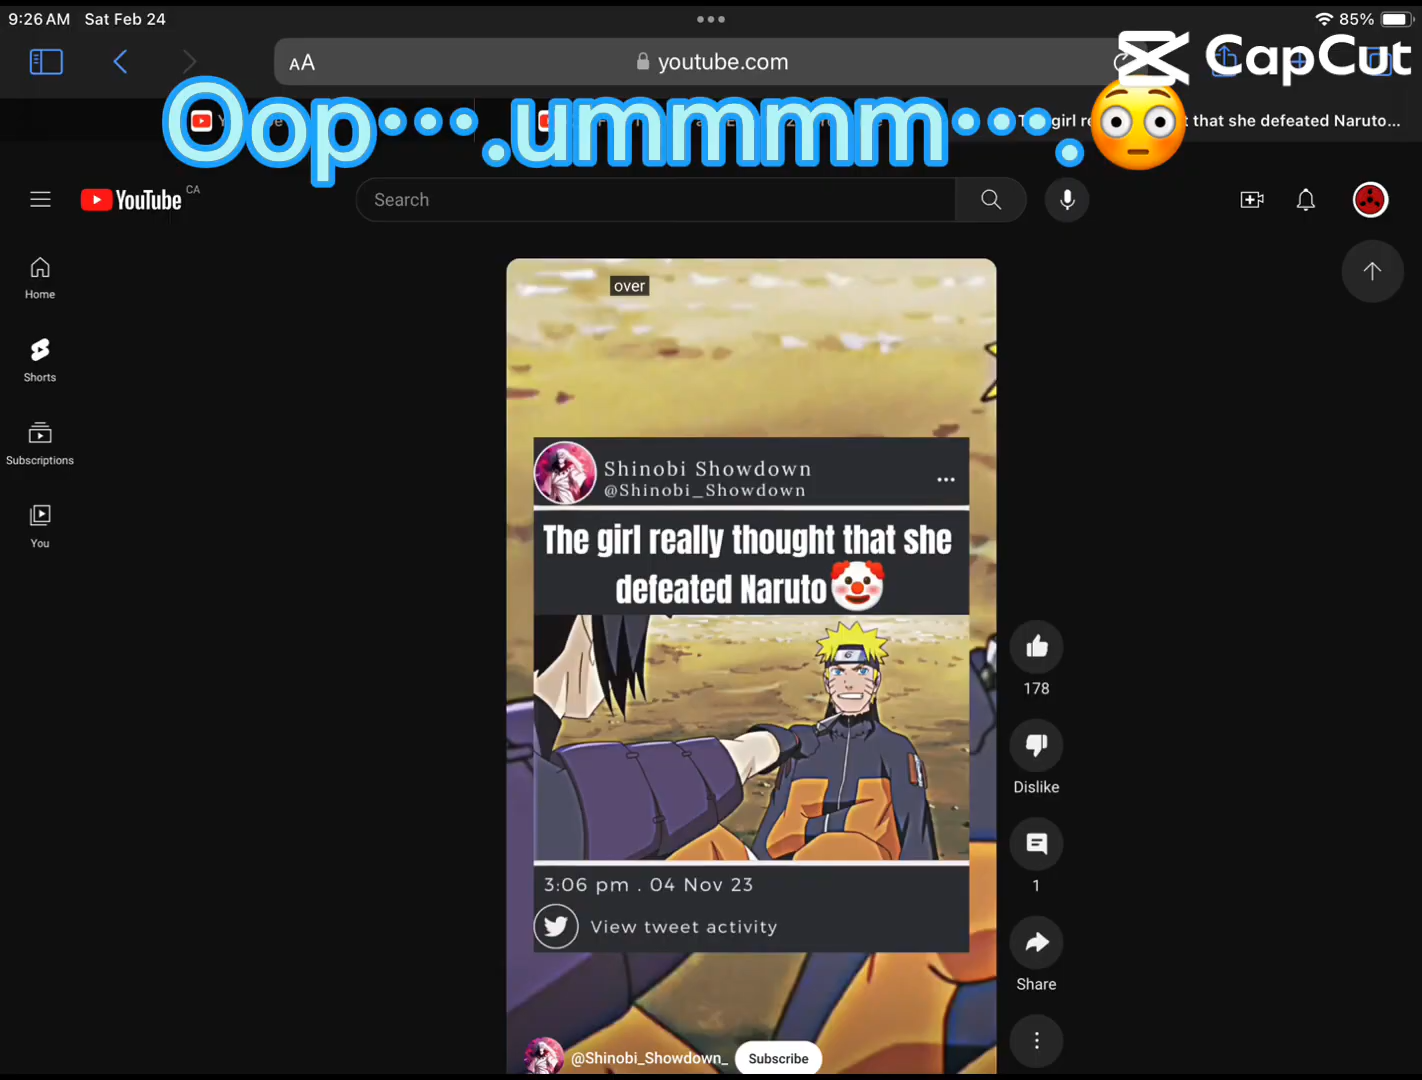 9:26 AM Sat Feb 24
85%
AA
youtube.com
CapCut
Oop••••.ummmm••••.
girl re
t that she defeated Naruto...
YouTube
CA
Search
Home
Shorts
Subscriptions
You
over
Shinobi Showdown
@Shinobi_Showdown
The girl really thought that she
defeated Naruto
3:06 pm . 04 Nov 23
View tweet activity
178
Dislike
1
Share
@Shinobi_Showdown_
Subscribe